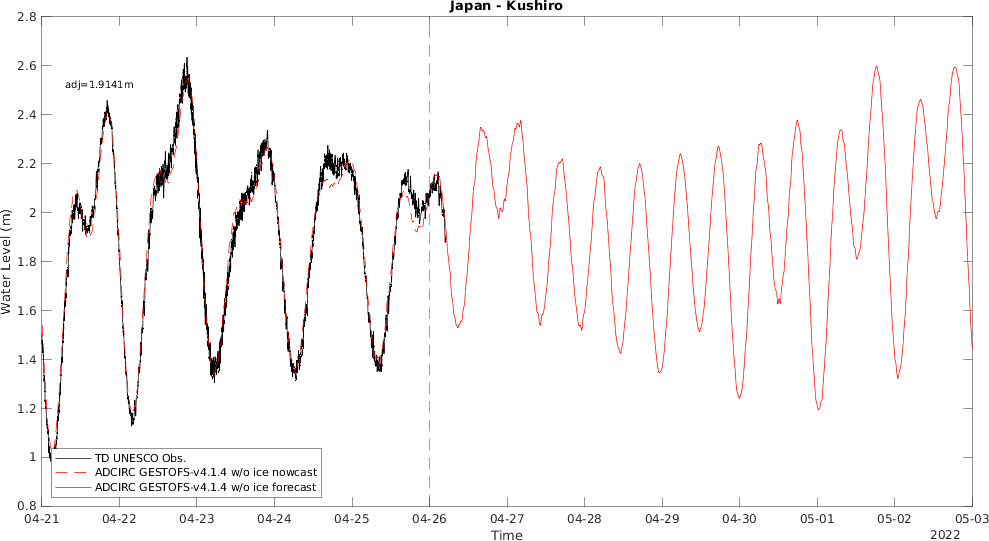 Japan - Kushiro
2.8
2.6
2.4
2.2
2
1.8
1.6
1.4
1.2
1
0.8
Water Level (m)
adj=1.9141m
TD UNESCO Obs.
ADCIRC GESTOFS-v4.1.4 w/o ice nowcast
ADCIRC GESTOFS-v4.1.4 w/o ice forecast
04-21 04-22 04-23 04-24 04-25 04-26 04-27 04-28 04-29 04-30 05-01 05-02 05-03
Time
2022